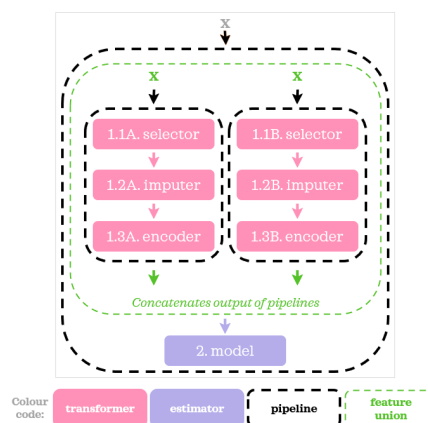 X
X X
1.1A. selector 1.1B. selector
1.2A. imputer 1.2B. imputer
1.3A. encoder 1.3B. encoder
Concatenates output of pipelines
2. model
Colour code: transformer estimator pipeline feature union